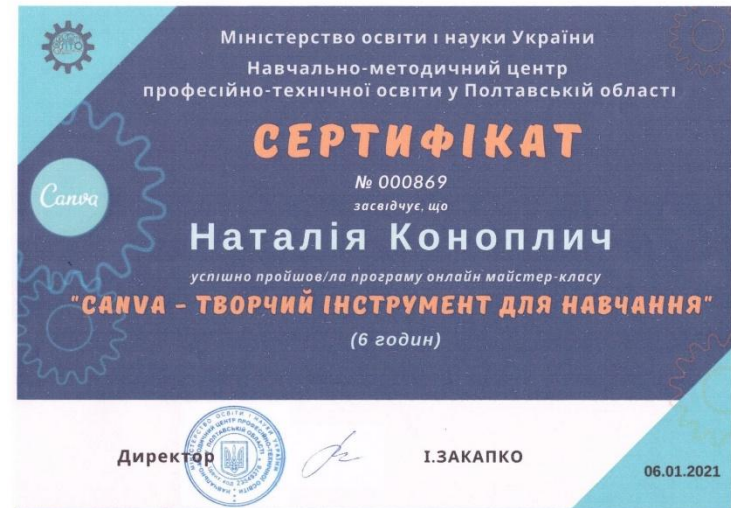 Міністерство освіти і науки України
Навчально-методичний центр
професійно-технічної освіти у Полтавській області
СЕРТИФІКАТ
№ 000869
засвідчує, що
Canva
Наталія Коноплич
успішно пройшов/ла програму онлайн майстер-класу
"CANVA – ТВОРЧИЙ ІНСТРУМЕНТ ДЛЯ НАВЧАННЯ"
(6 годин)
Директор
І.ЗАКАПКО
06.01.2021